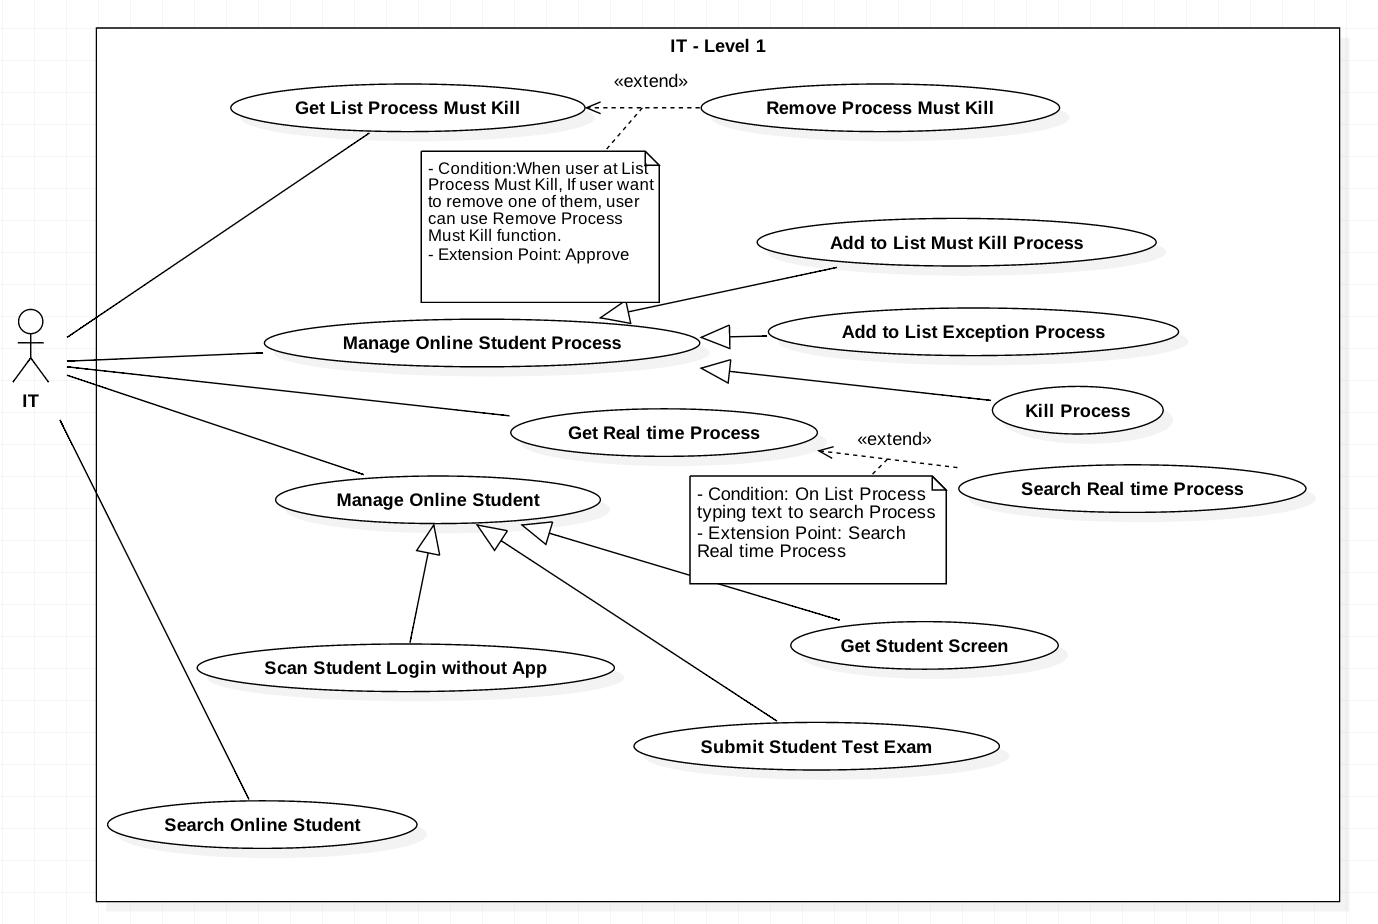 IT - Level 1
«extend»
Get List Process Must Kill
Remove Process Must Kill
- Condition:When user at List
Process Must Kill, If user want
to remove one of them, user
can use Remove Process
Must Kill function.
- Extension Point: Approve
Add to List Must Kill Process
Manage Online Student Process
Add to List Exception Process
IT
Kill Process
Get Real time Process
«extend»
Manage Online Student
Search Real time Process
- Condition: On List Process
typing text to search Process
- Extension Point: Search
Real time Process
Get Student Screen
Scan Student Login without App
Submit Student Test Exam
Search Online Student